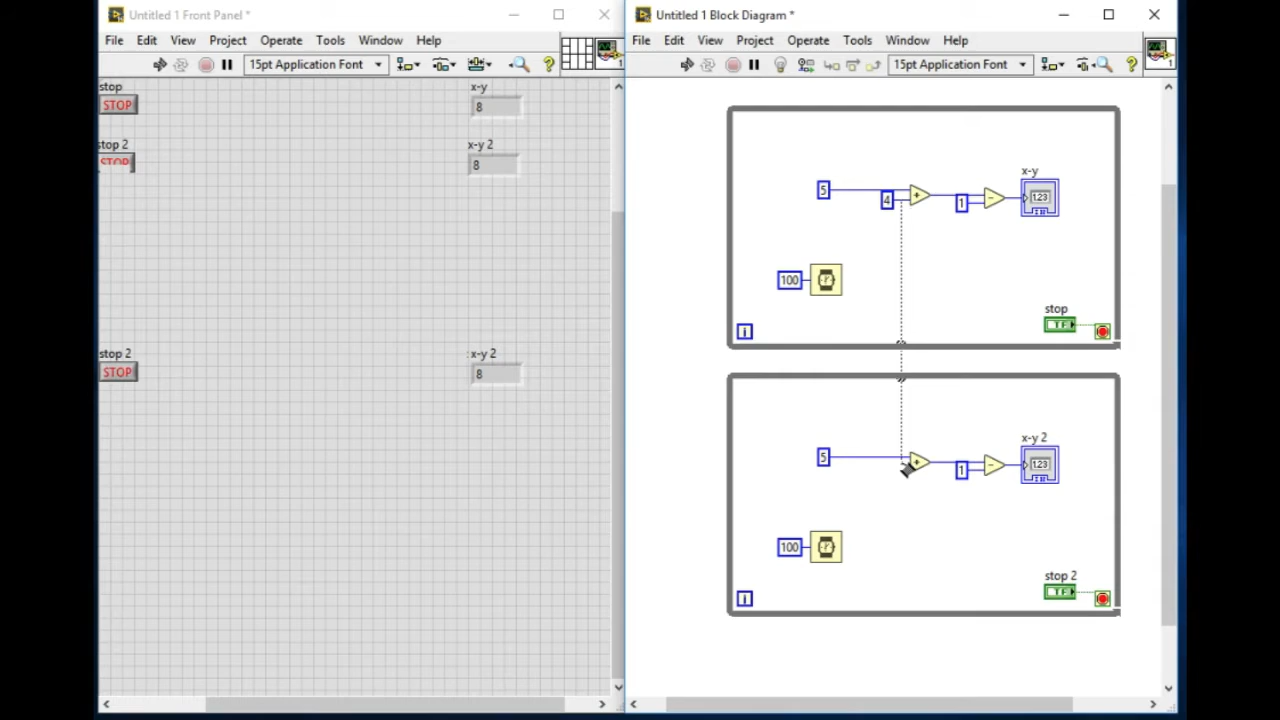 Untitled 1 Front Panel *
File Edit View Project Operate Tools Window Help
15pt Application Font
?
1
stop
STOP
x-y
8
stop 2
STOP
x-y 2
8
stop 2
STOP
x-y 2
8
Untitled 1 Block Diagram *
File Edit View Project Operate Tools Window Help
15pt Application Font
?
1
x-y
5
4
+
1
-
123
100
stop
TF
i
x-y 2
5
+
1
-
123
100
stop 2
TF
i